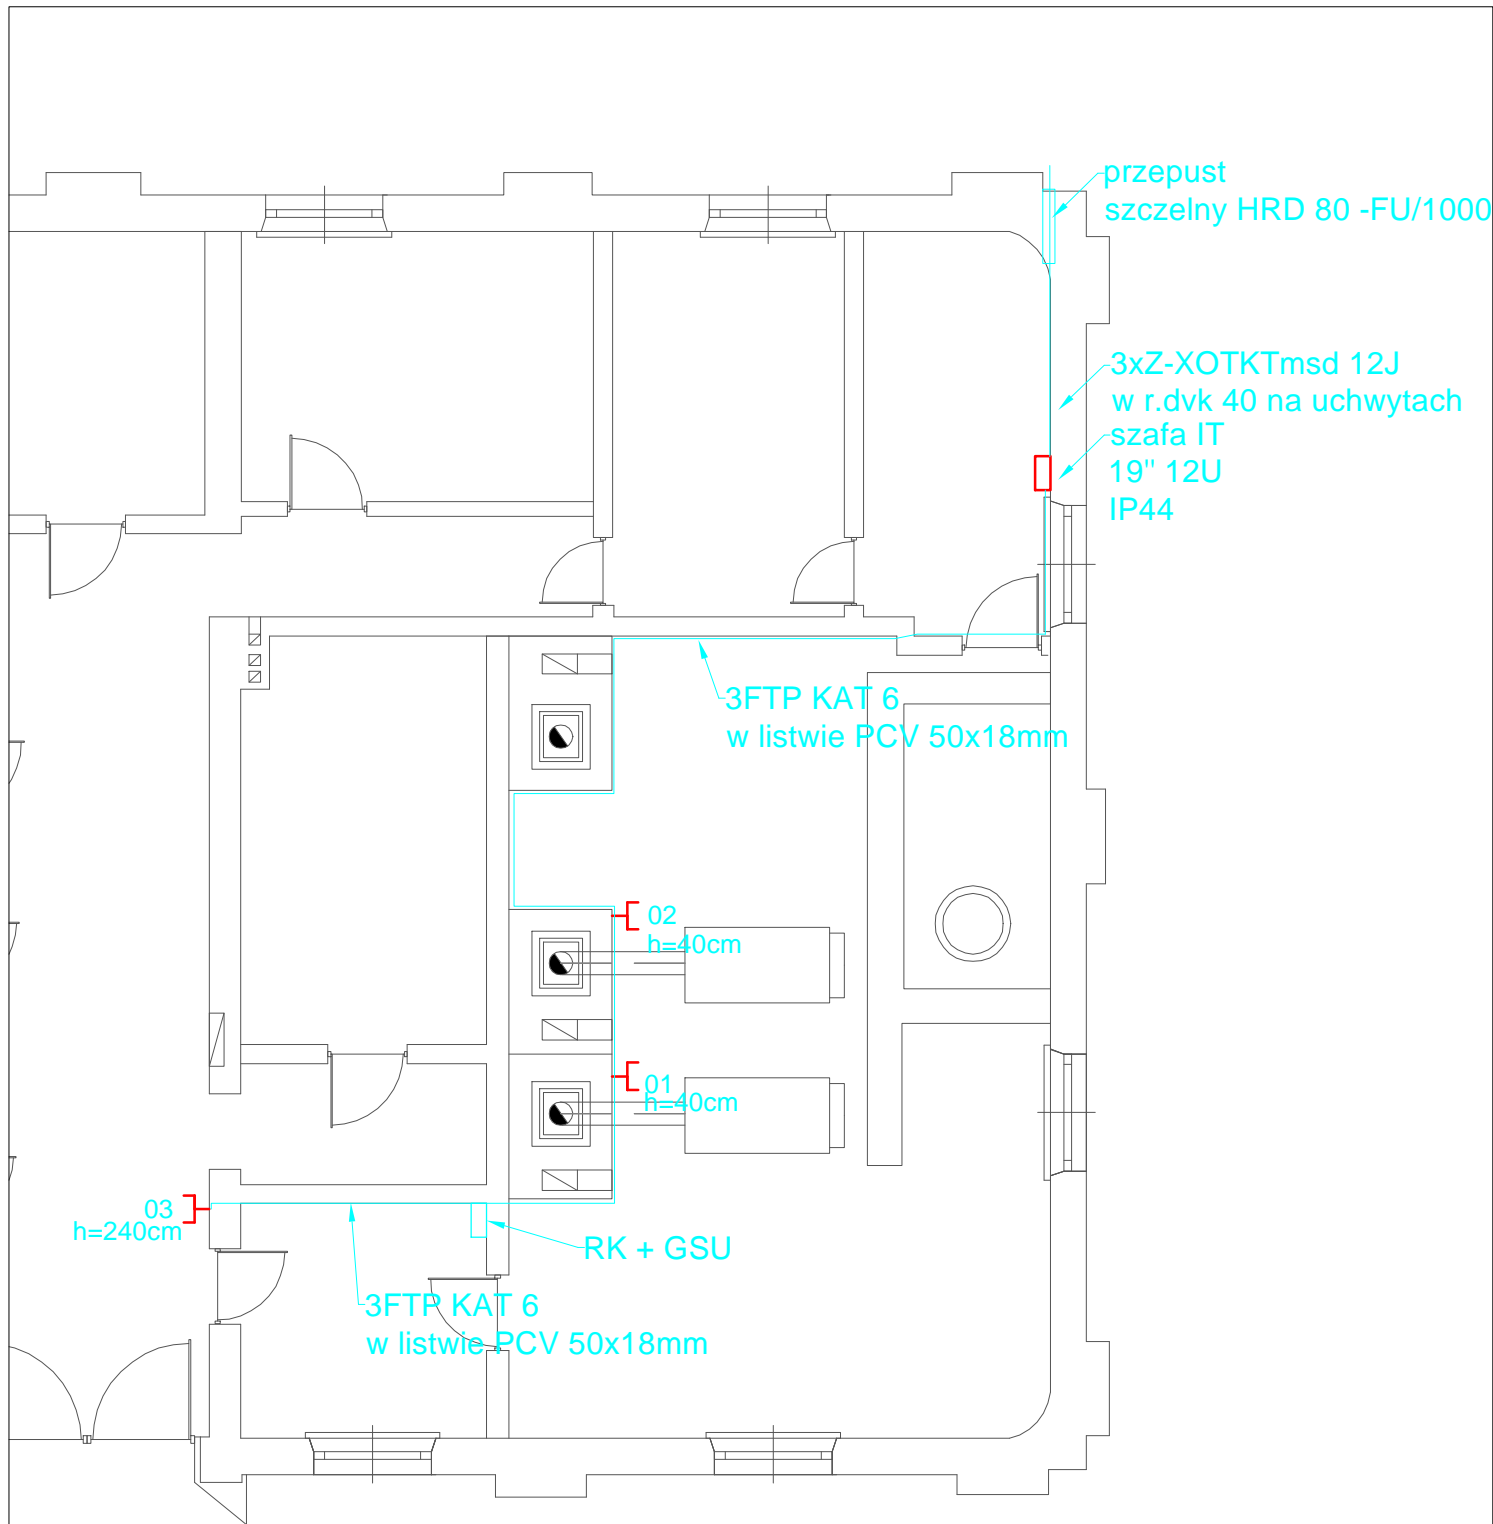 przepust
szczelny HRD 80 -FU/1000
3xZ-XOTKTmsd 12J
w r.dvk 40 na uchwytach
szafa IT
19" 12U
IP44
3FTP KAT 6
w listwie PCV 50x18mm
02
h=40cm
01
h=40cm
03
h=240cm
RK + GSU
3FTP KAT 6
w listwie PCV 50x18mm